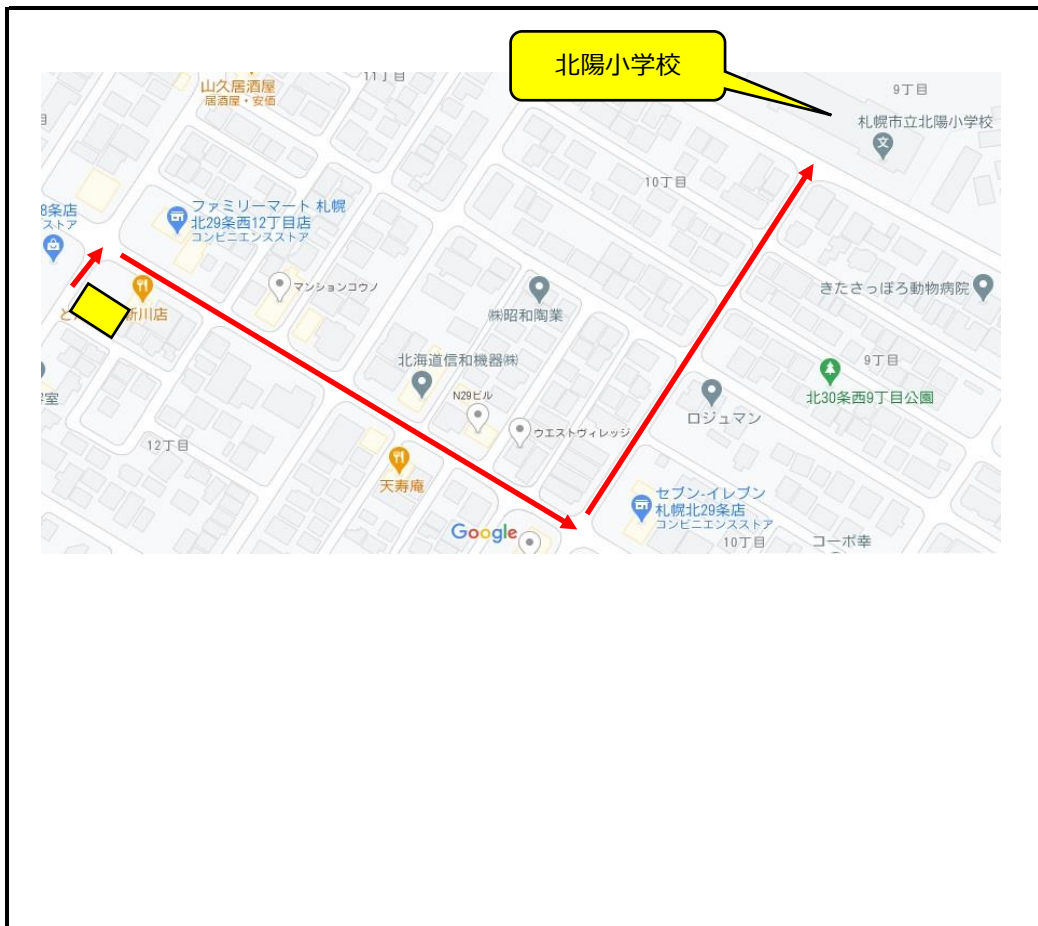 北陽小学校
11丁目
山久居酒屋
居酒屋・安価
9丁目
札幌市立北陽小学校
10丁目
8条店
ストア
ファミリーマート 札幌
北29条西12丁目店
コンビニエンスストア
マンションコウノ
新川店
㈱昭和陶業
きたさっぽろ動物病院
北海道信和機器㈱
9丁目
北30条西9丁目公園
N29ビル
ロジュマン
ウエストヴィレッジ
12丁目
天寿庵
セブン-イレブン
札幌北29条店
コンビニエンスストア
Google
10丁目
コーポ幸